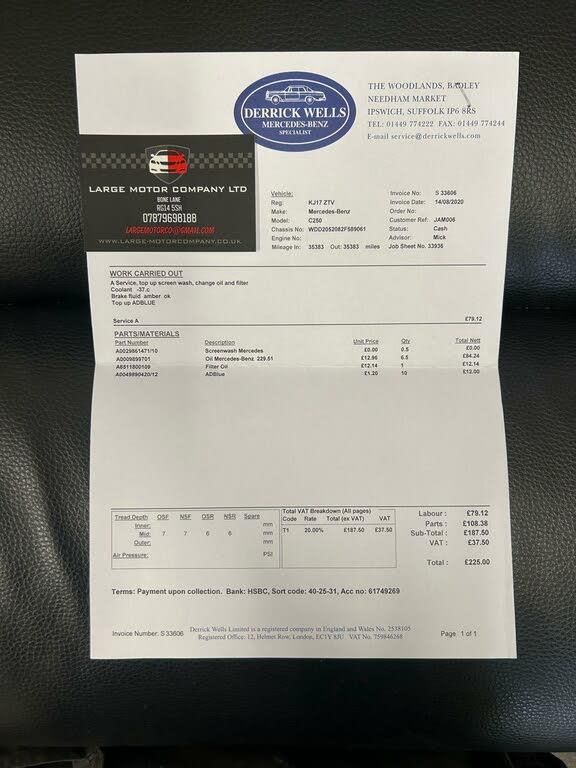 DERRICK WELLS
MERCEDES-BENZ
SPECIALIST
THE WOODLANDS, BADLEY
NEEDHAM MARKET
IPSWICH, SUFFOLK IP6 8RS
TEL: 01449 774222 FAX: 01449 774244
E-mail service@derrickwells.com
LARGE MOTOR COMPANY LTD
BONE LANE
RG14 5SH
07879698188
LARGEMOTORCO@GMAIL.COM
WWW.LARGE-MOTORCOMPANY.CO.UK
Vehicle:
Reg: KJ17 ZTV
Make: Mercedes-Benz
Model: C250
Chassis No: WDD2052082F589061
Engine No:
Mileage In: 35383 Out: 35383 miles
Invoice No: S 33606
Invoice Date: 14/08/2020
Order No:
Customer Ref: JAM006
Status: Cash
Advisor: Mick
Job Sheet No. 33936
WORK CARRIED OUT
A Service, top up screen wash, change oil and filter
Coolant -37.c
Brake fluid amber ok
Top up ADBLUE
Service A £79.12
PARTS/MATERIALS
Part Number Description Unit Price Qty Total Nett
A0029861471/10 Screenwash Mercedes £0.00 0.5 £0.00
A009899701 Oil Mercedes-Benz 229.51 £12.96 6.5 £84.24
A6511800109 Filter Oil £12.14 1 £12.14
A0049890420/12 ADBlue £1.20 10 £12.00
Tread Depth OSF NSF OSR NSR Spare
Inner: mm
Mid: 7 7 6 6 mm
Outer: mm
Air Pressure: PSI
Total VAT Breakdown (All pages)
Code Rate Total (ex VAT) VAT
T1 20.00% £187.50 £37.50
Labour : £79.12
Parts : £108.38
Sub-Total : £187.50
VAT : £37.50
Total : £225.00
Terms: Payment upon collection. Bank: HSBC, Sort code: 40-25-31, Acc no: 61749269
Invoice Number: S 33606
Derrick Wells Limited is a registered company in England and Wales No. 2538105
Registered Office: 12, Helmet Row, London, EC1Y 8JU VAT No. 759846268
Page 1 of 1